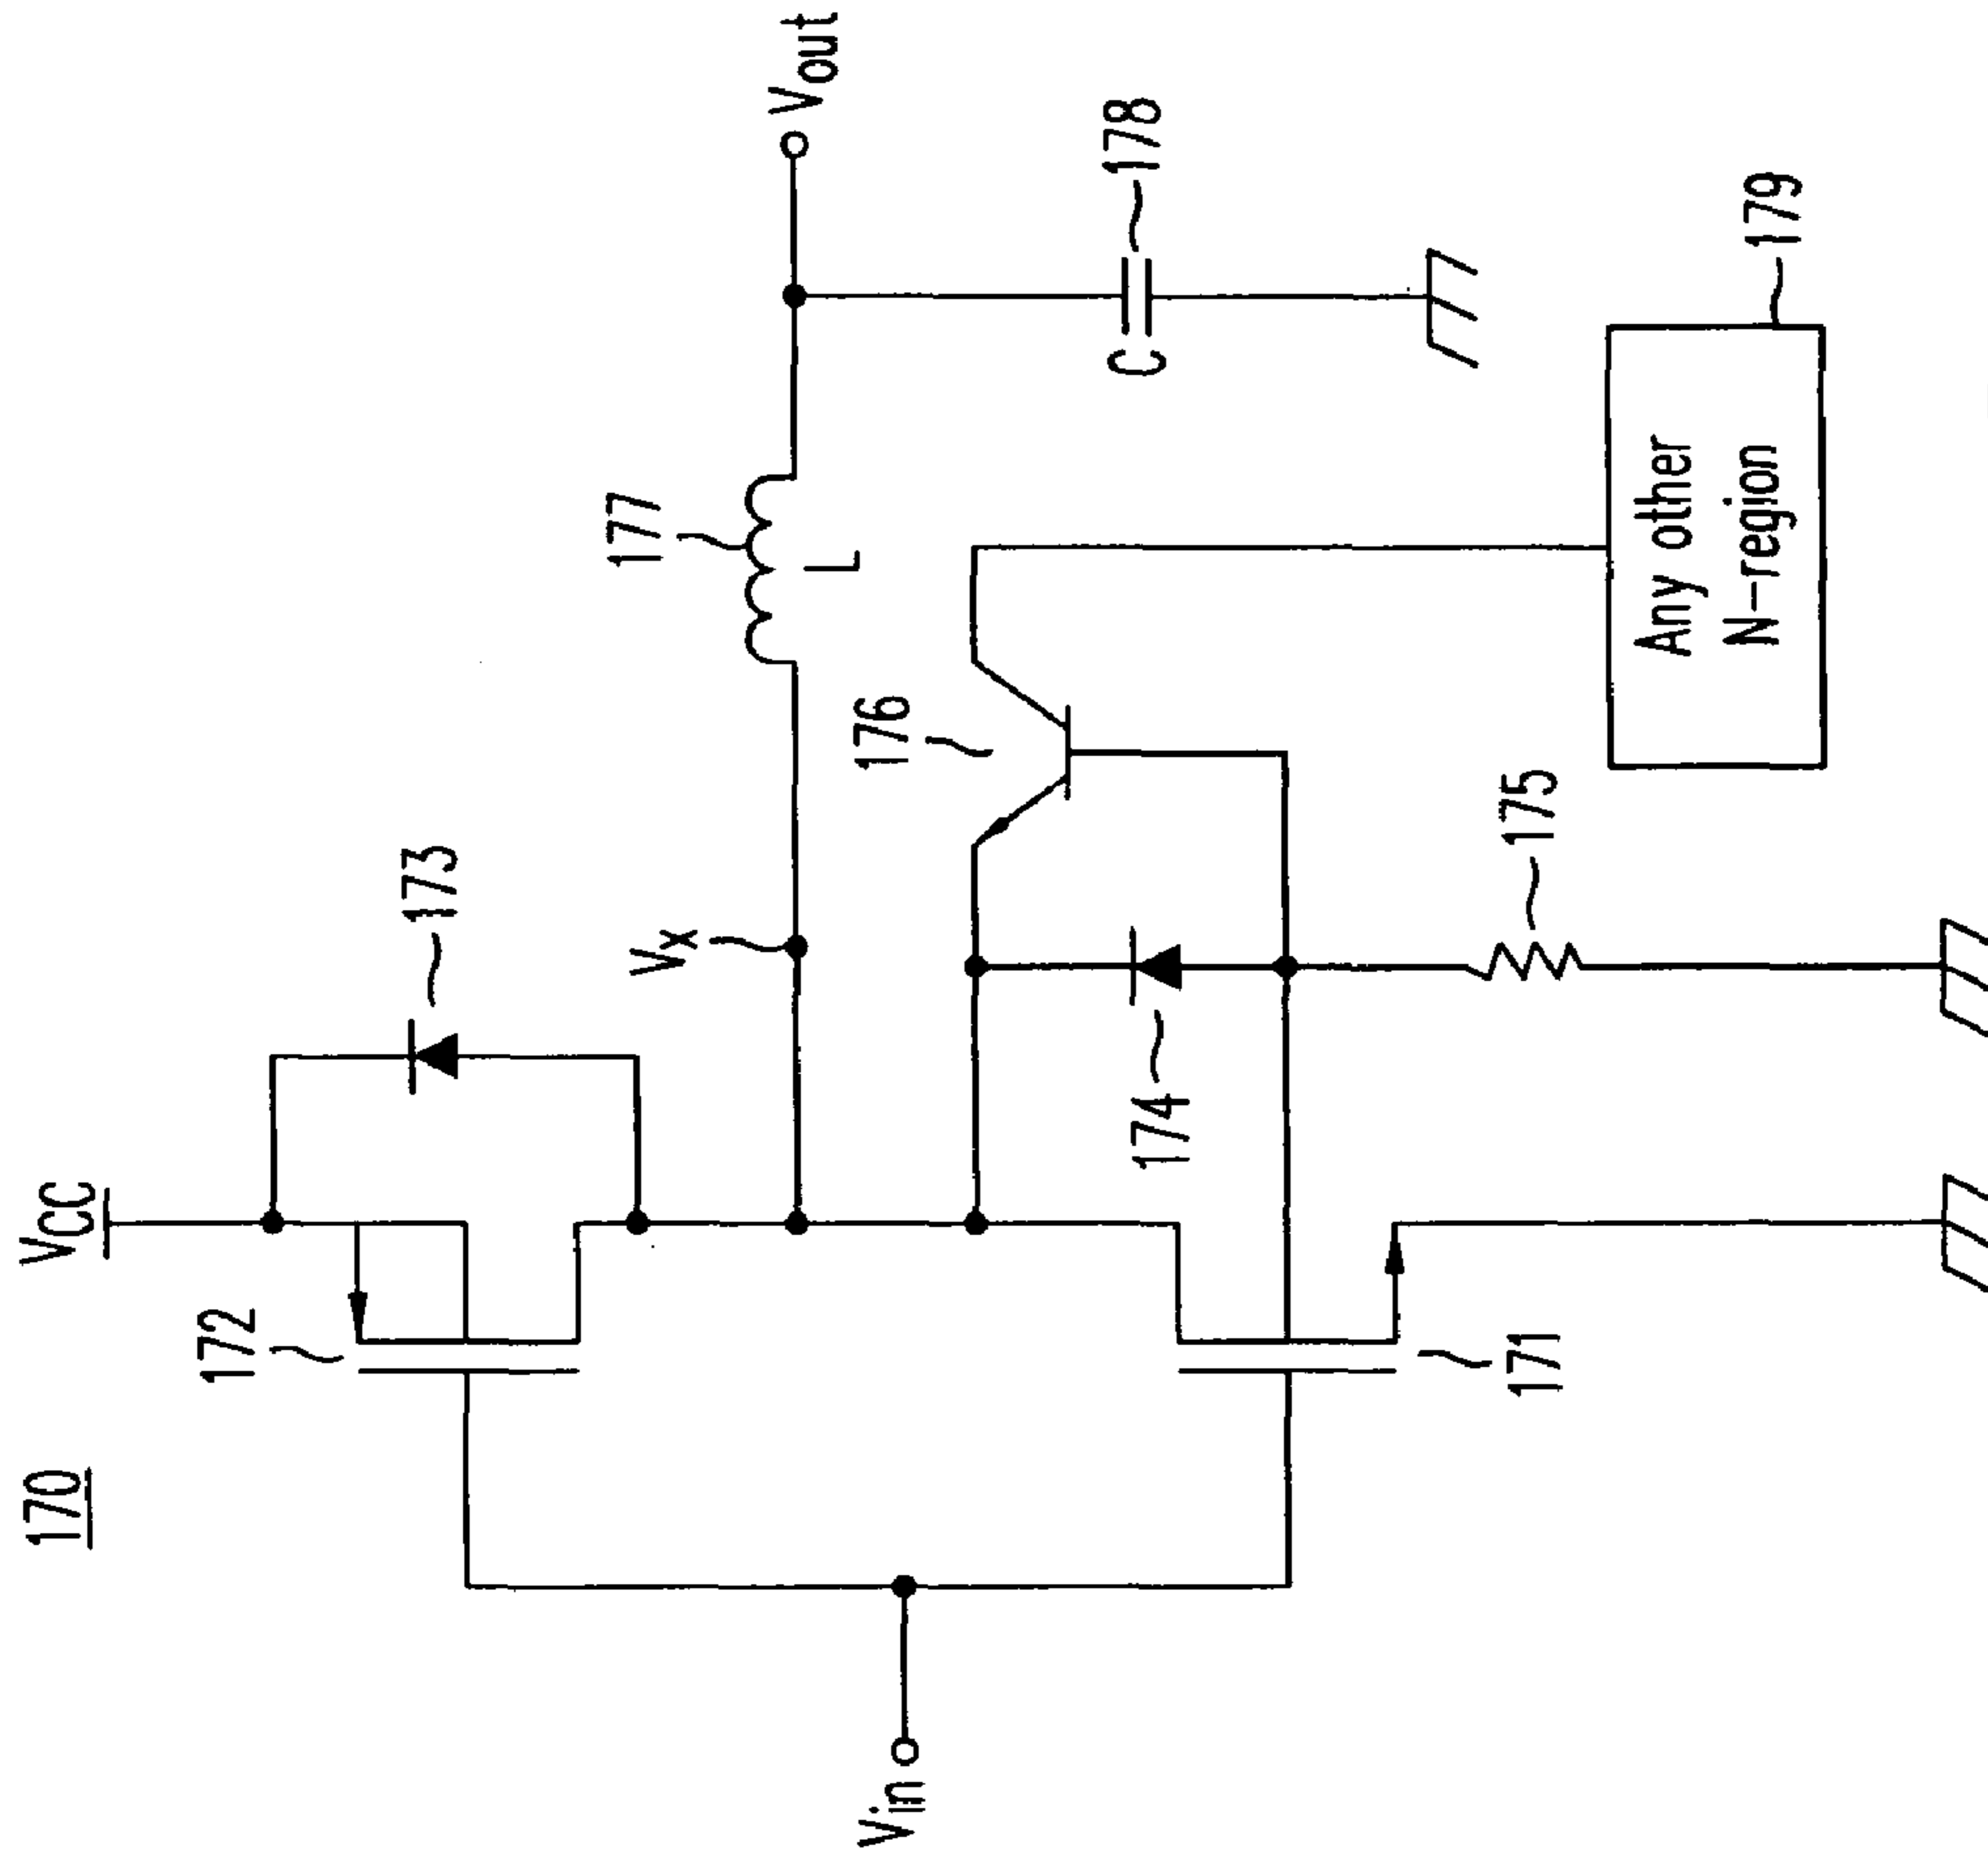 170
VCC
172
173
Vx
177
L
Vout
C
178
176
174
175
171
Vin
Any other
N-region
179